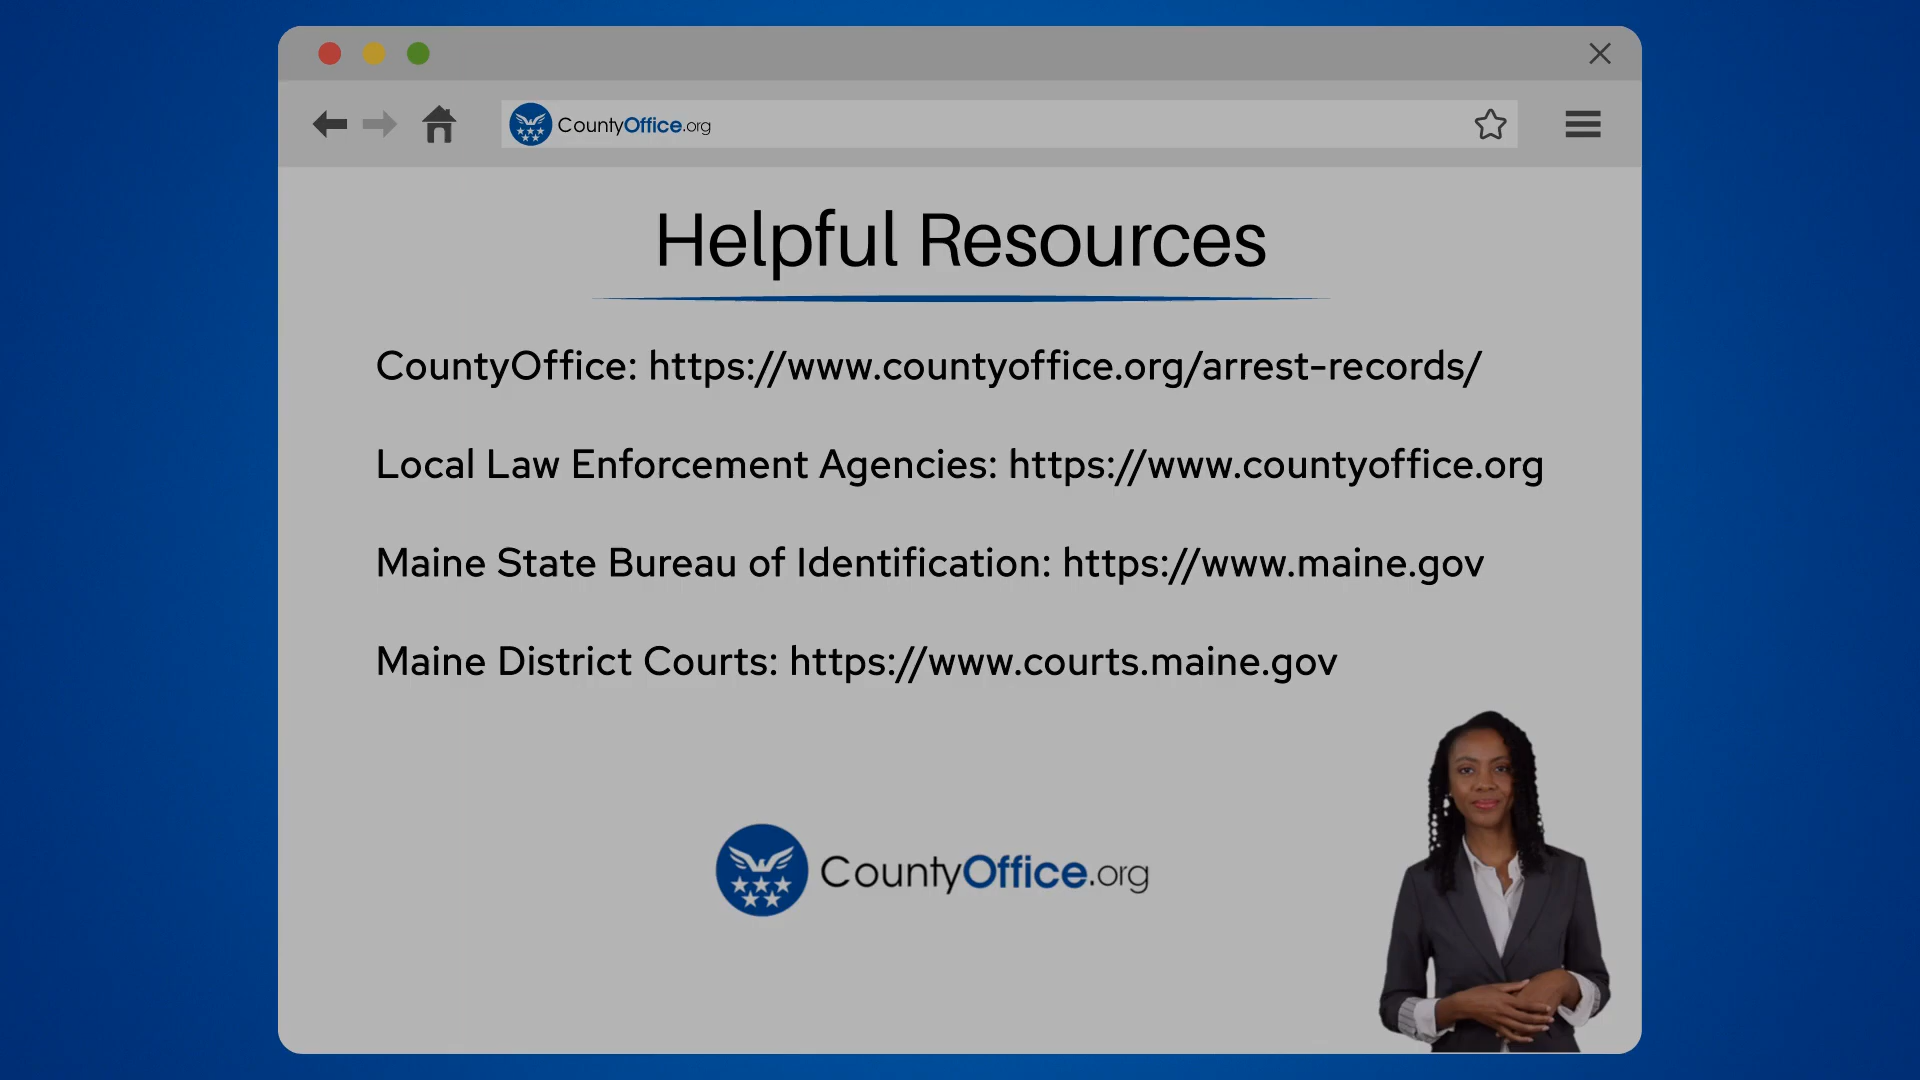 CountyOffice.org
Helpful Resources
CountyOffice: https://www.countyoffice.org/arrest-records/
Local Law Enforcement Agencies: https://www.countyoffice.org
Maine State Bureau of Identification: https://www.maine.gov
Maine District Courts: https://www.courts.maine.gov
CountyOffice.org